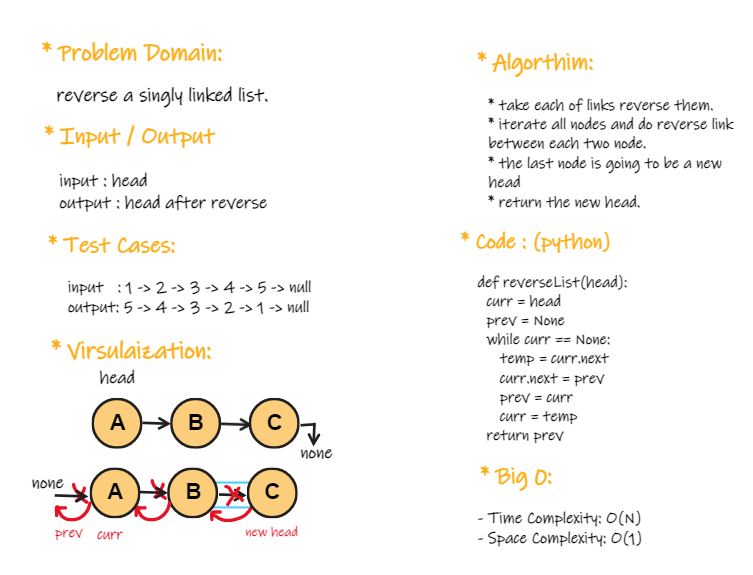 * Problem Domain:
reverse a singly linked list.
* Input / Output
input : head
output : head after reverse
* Test Cases:
input : 1 -> 2 -> 3 -> 4 -> 5 -> null
output: 5 -> 4 -> 3 -> 2 -> 1 -> null
* Virsulaization:
head
A B C
none
none A B C
prev curr new head
* Algorthim:
* take each of links reverse them.
* iterate all nodes and do reverse link
between each two node.
* the last node is going to be a new
head
* return the new head.
* Code : (python)
def reverseList(head):
curr = head
prev = None
while curr == None:
temp = curr.next
curr.next = prev
prev = curr
curr = temp
return prev
* Big O:
- Time Complexity: O(N)
- Space Complexity: O(1)